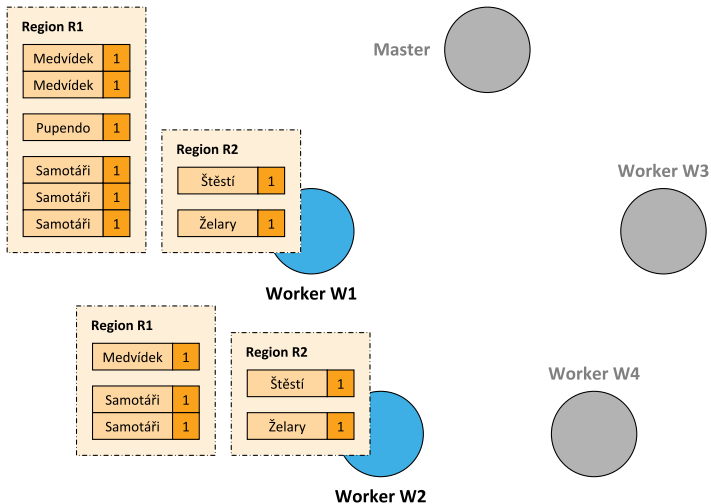 Region R1
Medvídek 1
Medvídek 1
Pupendo 1
Samotáři 1
Samotáři 1
Samotáři 1
Region R2
Štěstí 1
Želary 1
Worker W1
Master
Worker W3
Region R1
Medvídek 1
Samotáři 1
Samotáři 1
Region R2
Štěstí 1
Želary 1
Worker W2
Worker W4